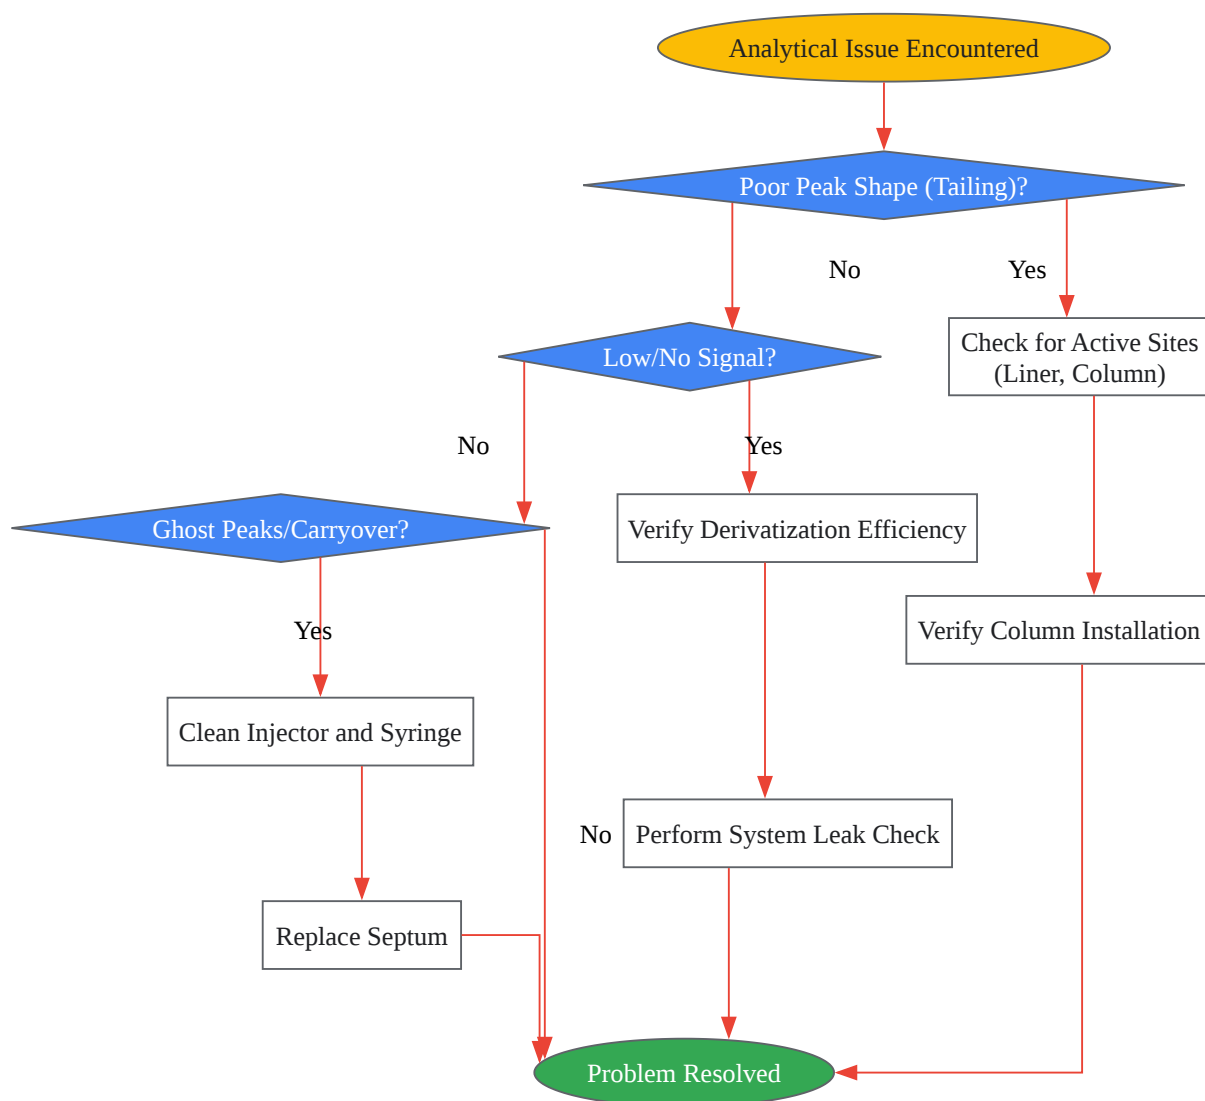 Analytical Issue Encountered
Poor Peak Shape (Tailing)?
No
Yes
Low/No Signal?
Check for Active Sites
(Liner, Column)
No
Yes
Ghost Peaks/Carryover?
Verify Derivatization Efficiency
Yes
Verify Column Installation
Clean Injector and Syringe
No
Perform System Leak Check
Replace Septum
Problem Resolved